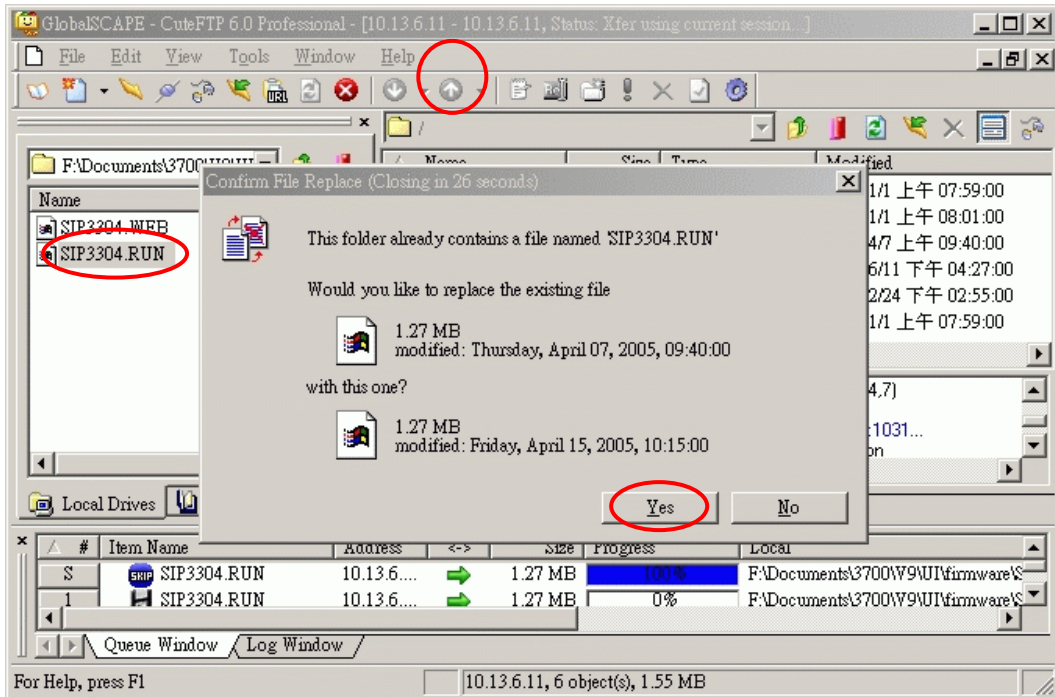 GlobalSCAPE - CuteFTP 6.0 Professional - [10.13.6.11 - 10.13.6.11, Status: Xfer using current session...]
File Edit View Tools Window Help
URL
/
F:\Documents\3700
Name Size Type Modified
Name
SIP3304.WEB
SIP3304.RUN
1/1 上午 07:59:00
1/1 上午 08:01:00
4/7 上午 09:40:00
6/11 下午 04:27:00
2/24 下午 02:55:00
1/1 上午 07:59:00
4,7)
:1031...
on
Confirm File Replace (Closing in 26 seconds)
This folder already contains a file named 'SIP3304.RUN'
Would you like to replace the existing file
1.27 MB
modified: Thursday, April 07, 2005, 09:40:00
with this one?
1.27 MB
modified: Friday, April 15, 2005, 10:15:00
Yes No
Local Drives
# Item Name Address <-> Size Progress Local
S SKIP SIP3304.RUN 10.13.6.... 1.27 MB 100% F:\Documents\3700\V9\UI\firmware\S
1 SIP3304.RUN 10.13.6.... 1.27 MB 0% F:\Documents\3700\V9\UI\firmware\S
Queue Window Log Window
For Help, press F1
10.13.6.11, 6 object(s), 1.55 MB